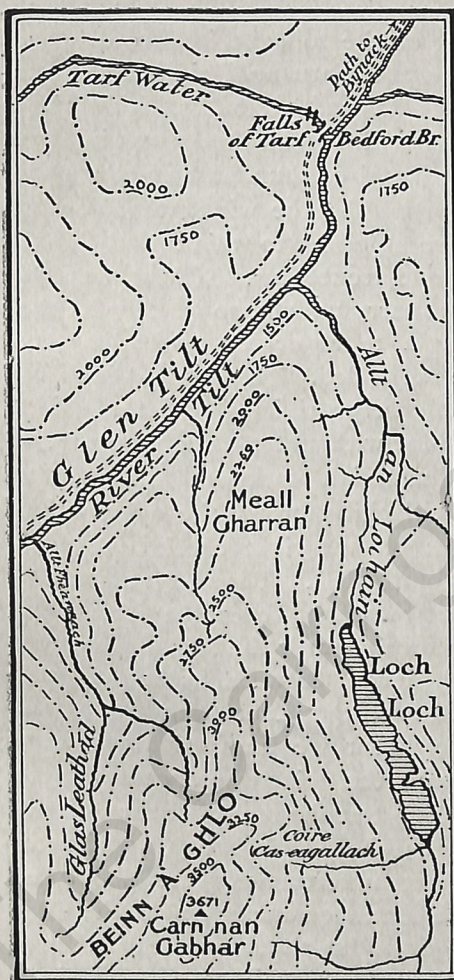 Path to
Bynack
Tarf Water
Falls
of Tarf
Bedford Br.
2000
1750
1750
2000
Glen Tilt
River Tilt
1500
1750
2000
2250
Allt
an
Lochain
Meall
Gharran
2500
2750
3000
Loch
Loch
Glas Leathad
BEINN A GHLO
3250
Coire
Cas-eagallach
3500
3671
Carn nan
Gabhar